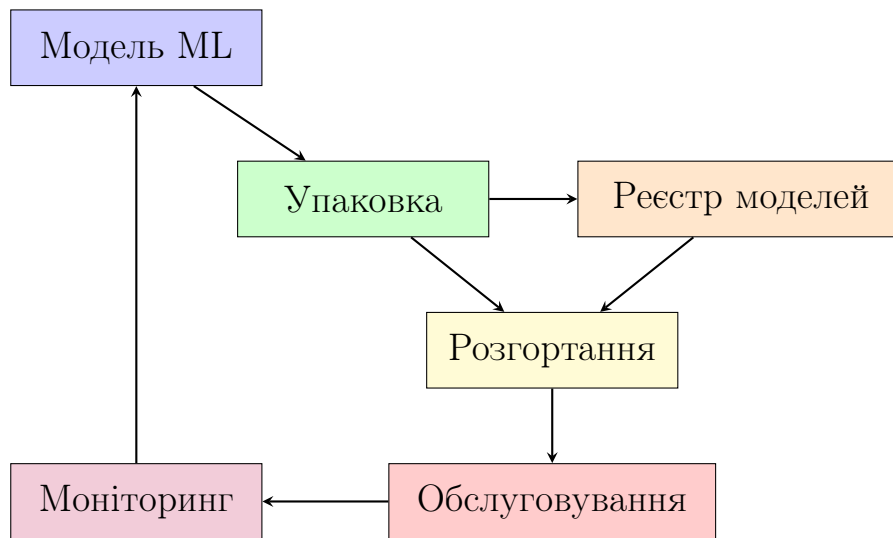 Модель ML
Упаковка
Реєстр моделей
Розгортання
Моніторинг
Обслуговування